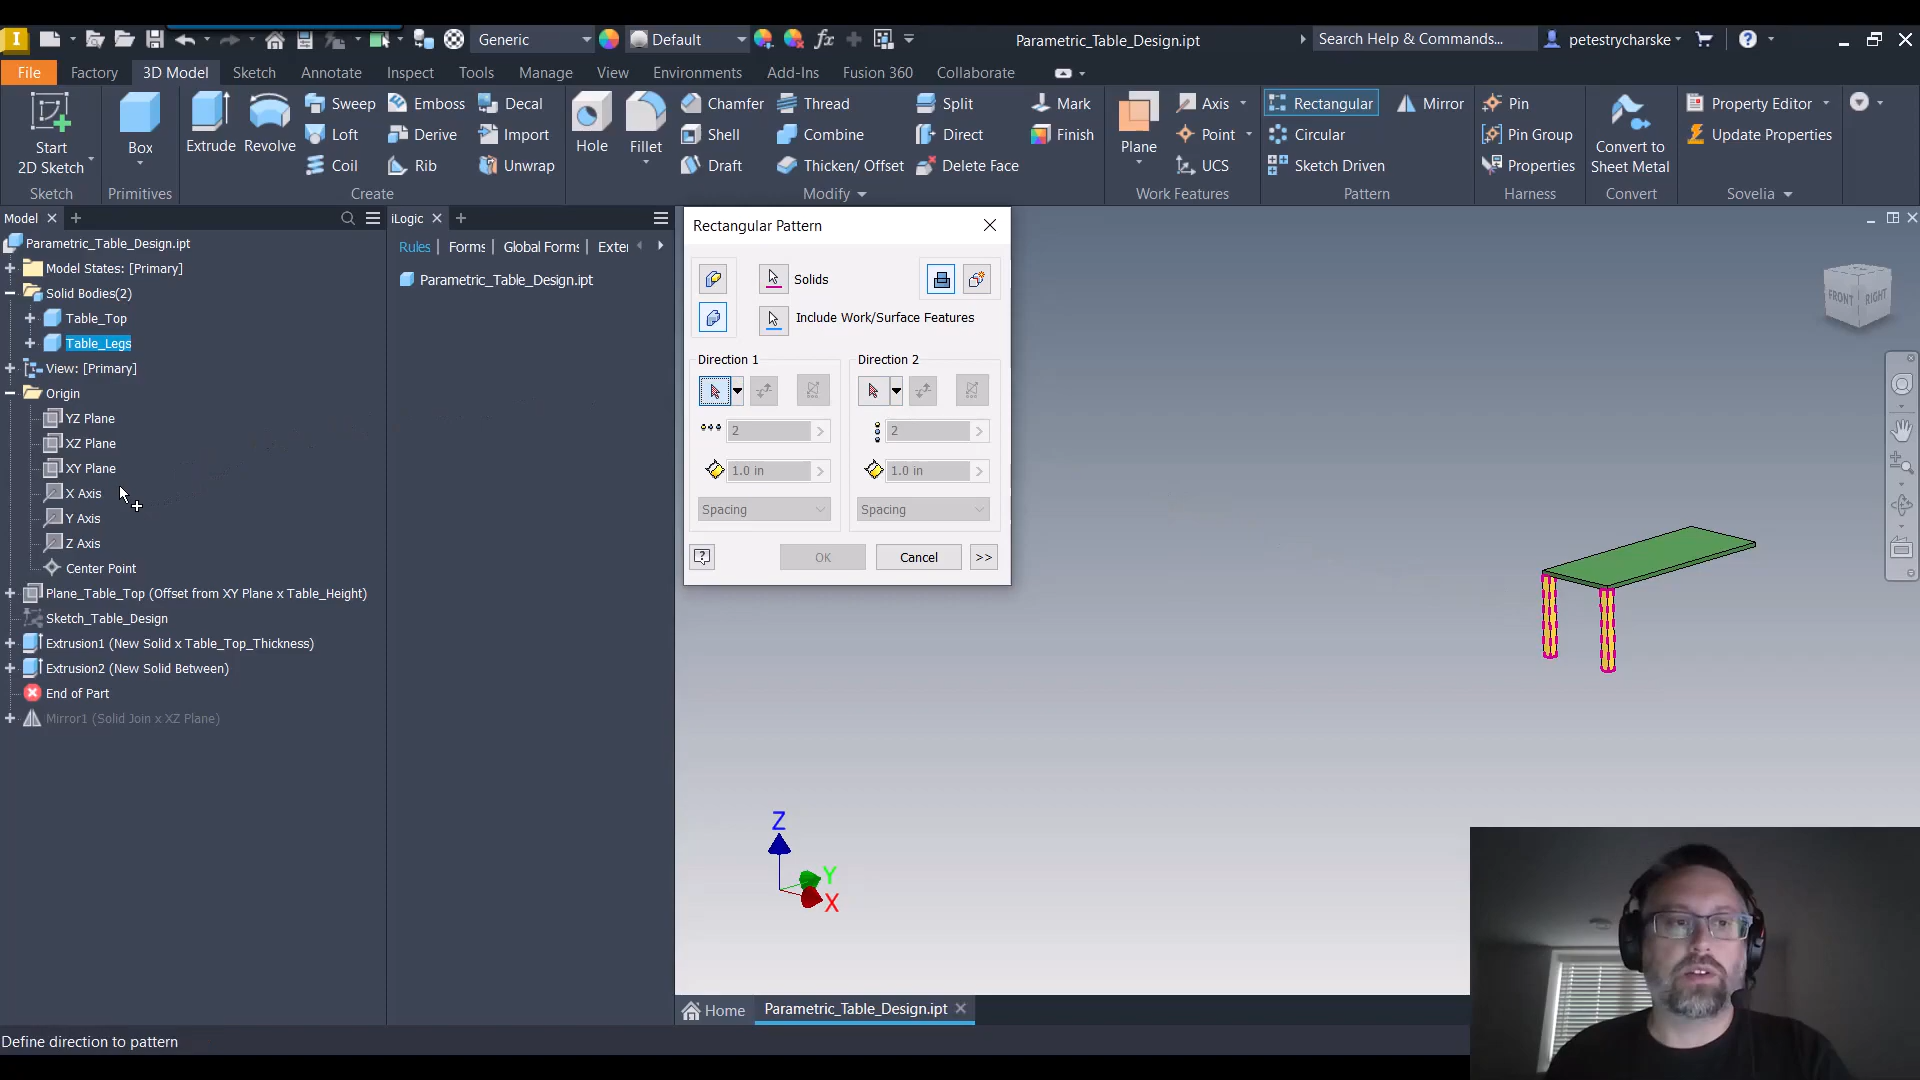 Generic
Default
Parametric_Table_Design.ipt
Search Help & Commands...
petestrycharske
File
Factory
3D Model
Sketch
Annotate
Inspect
Tools
Manage
View
Environments
Add-Ins
Fusion 360
Collaborate
Start
2D Sketch
Sketch
Box
Primitives
Extrude
Revolve
Sweep
Emboss
Decal
Loft
Derive
Import
Coil
Rib
Unwrap
Create
Hole
Fillet
Chamfer
Thread
Split
Mark
Shell
Combine
Direct
Finish
Draft
Thicken/ Offset
Delete Face
Modify
Plane
Axis
Point
UCS
Work Features
Rectangular
Mirror
Circular
Sketch Driven
Pattern
Pin
Pin Group
Properties
Harness
Convert to
Sheet Metal
Convert
Property Editor
Update Properties
Sovelia
Model
iLogic
Parametric_Table_Design.ipt
Model States: [Primary]
Solid Bodies(2)
Table_Top
Table_Legs
View: [Primary]
Origin
YZ Plane
XZ Plane
XY Plane
X Axis
Y Axis
Z Axis
Center Point
Plane_Table_Top (Offset from XY Plane x Table_Height)
Sketch_Table_Design
Extrusion1 (New Solid x Table_Top_Thickness)
Extrusion2 (New Solid Between)
End of Part
Mirror1 (Solid Join x XZ Plane)
Rules
Forms
Global Forms
Exter
Parametric_Table_Design.ipt
Rectangular Pattern
Solids
Include Work/Surface Features
Direction 1
Direction 2
2
2
1.0 in
1.0 in
Spacing
Spacing
OK
Cancel
>>
FRONT
RIGHT
Z
Y
X
Home
Parametric_Table_Design.ipt
Define direction to pattern